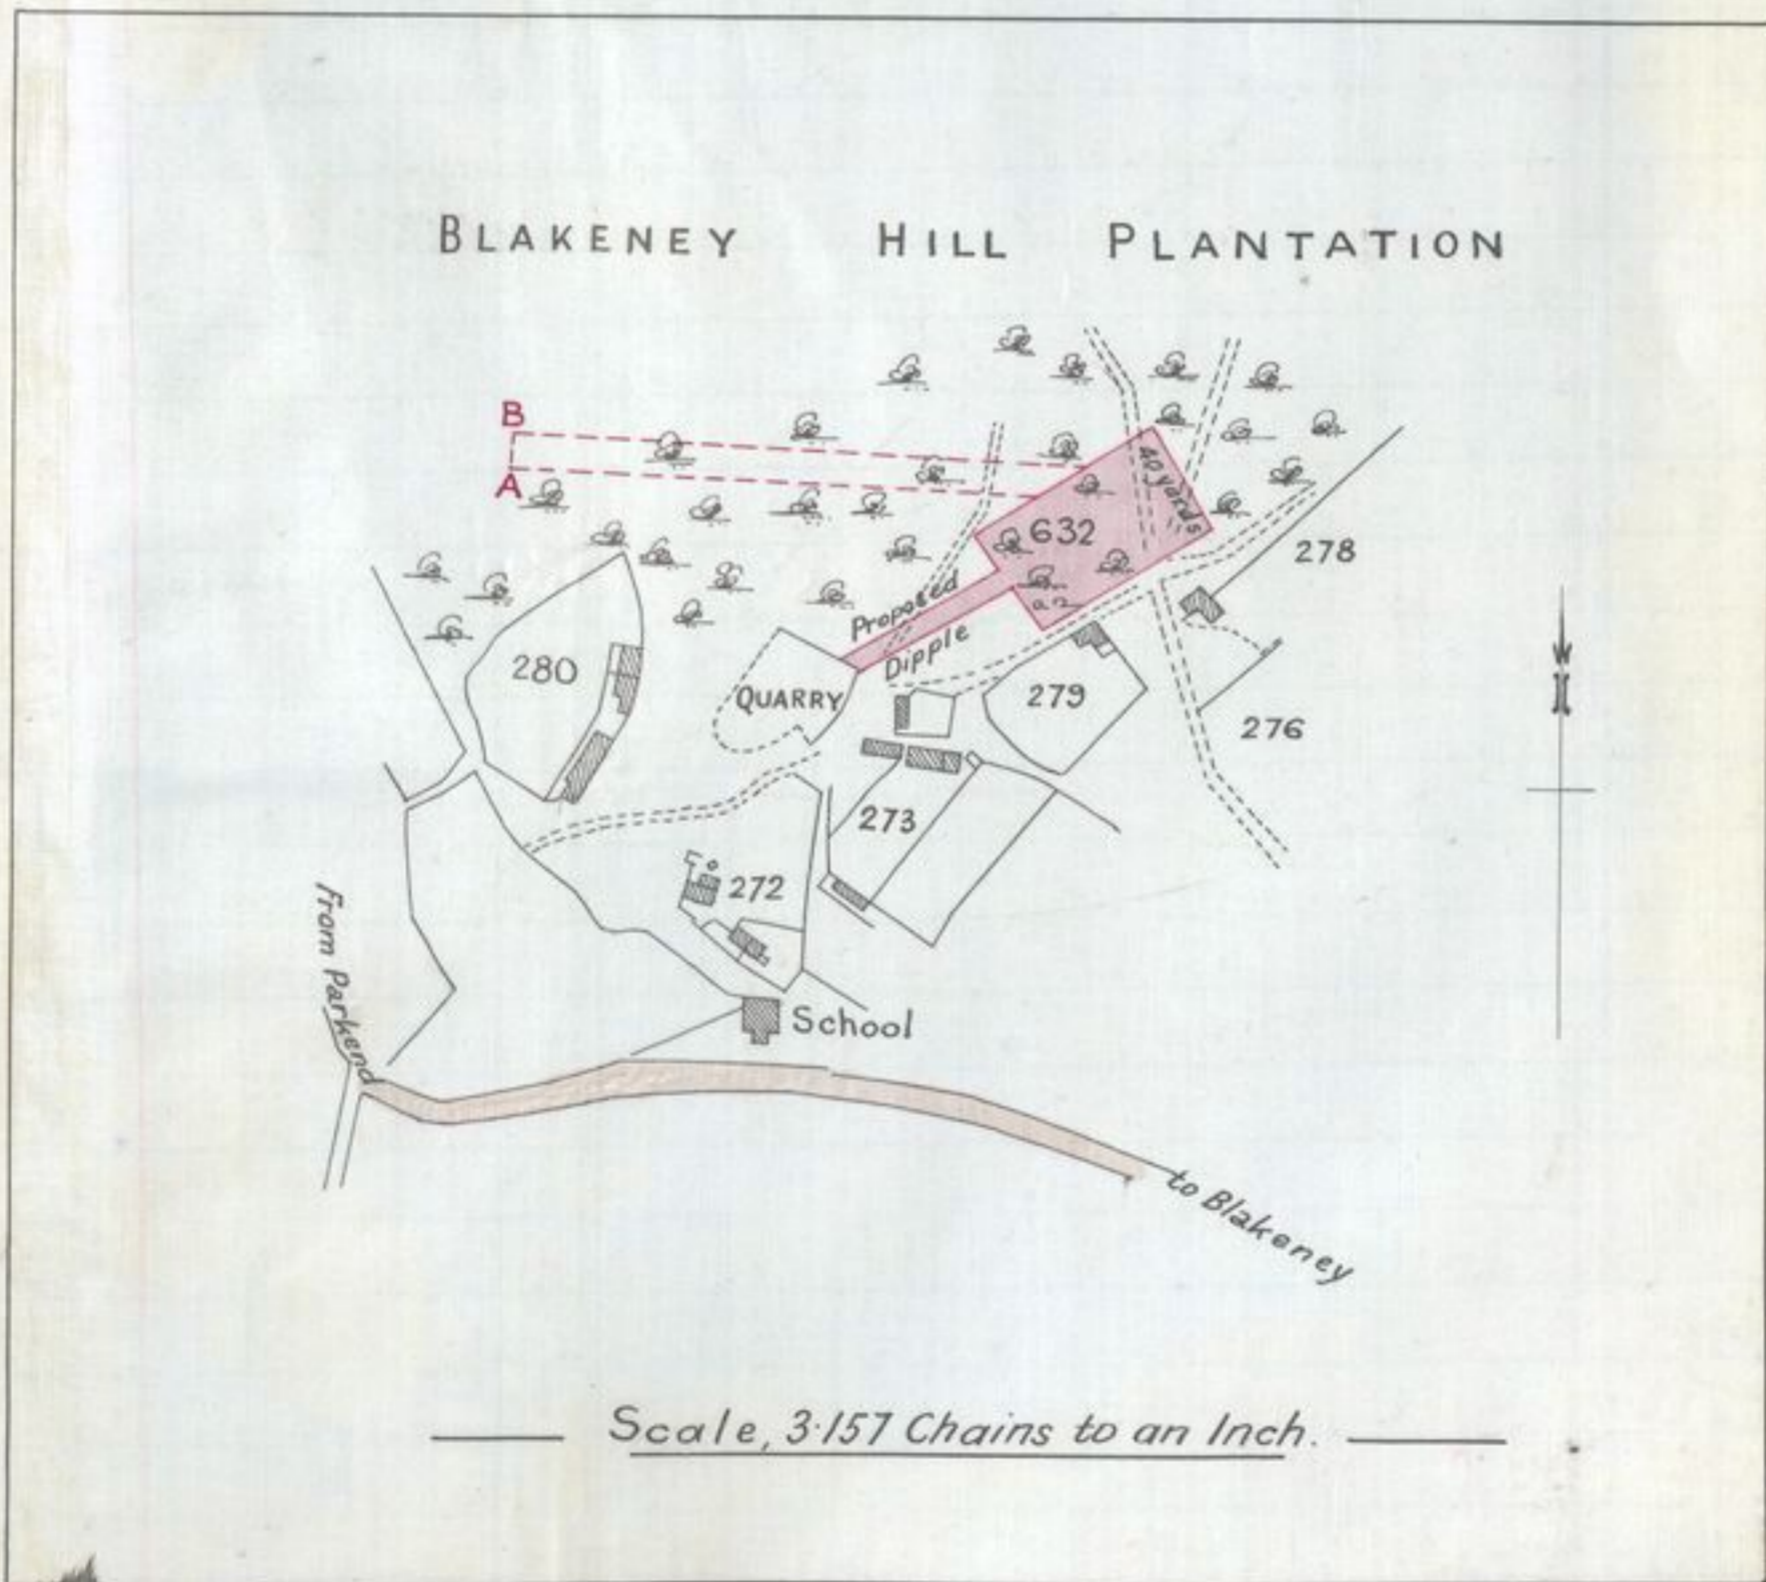 BLAKENEY HILL PLANTATION
B
A
40 yards
632
278
Proposed
Dipple
280
QUARRY
279
276
273
272
From Parkend
School
to Blakeney
Scale, 3·157 Chains to an Inch.